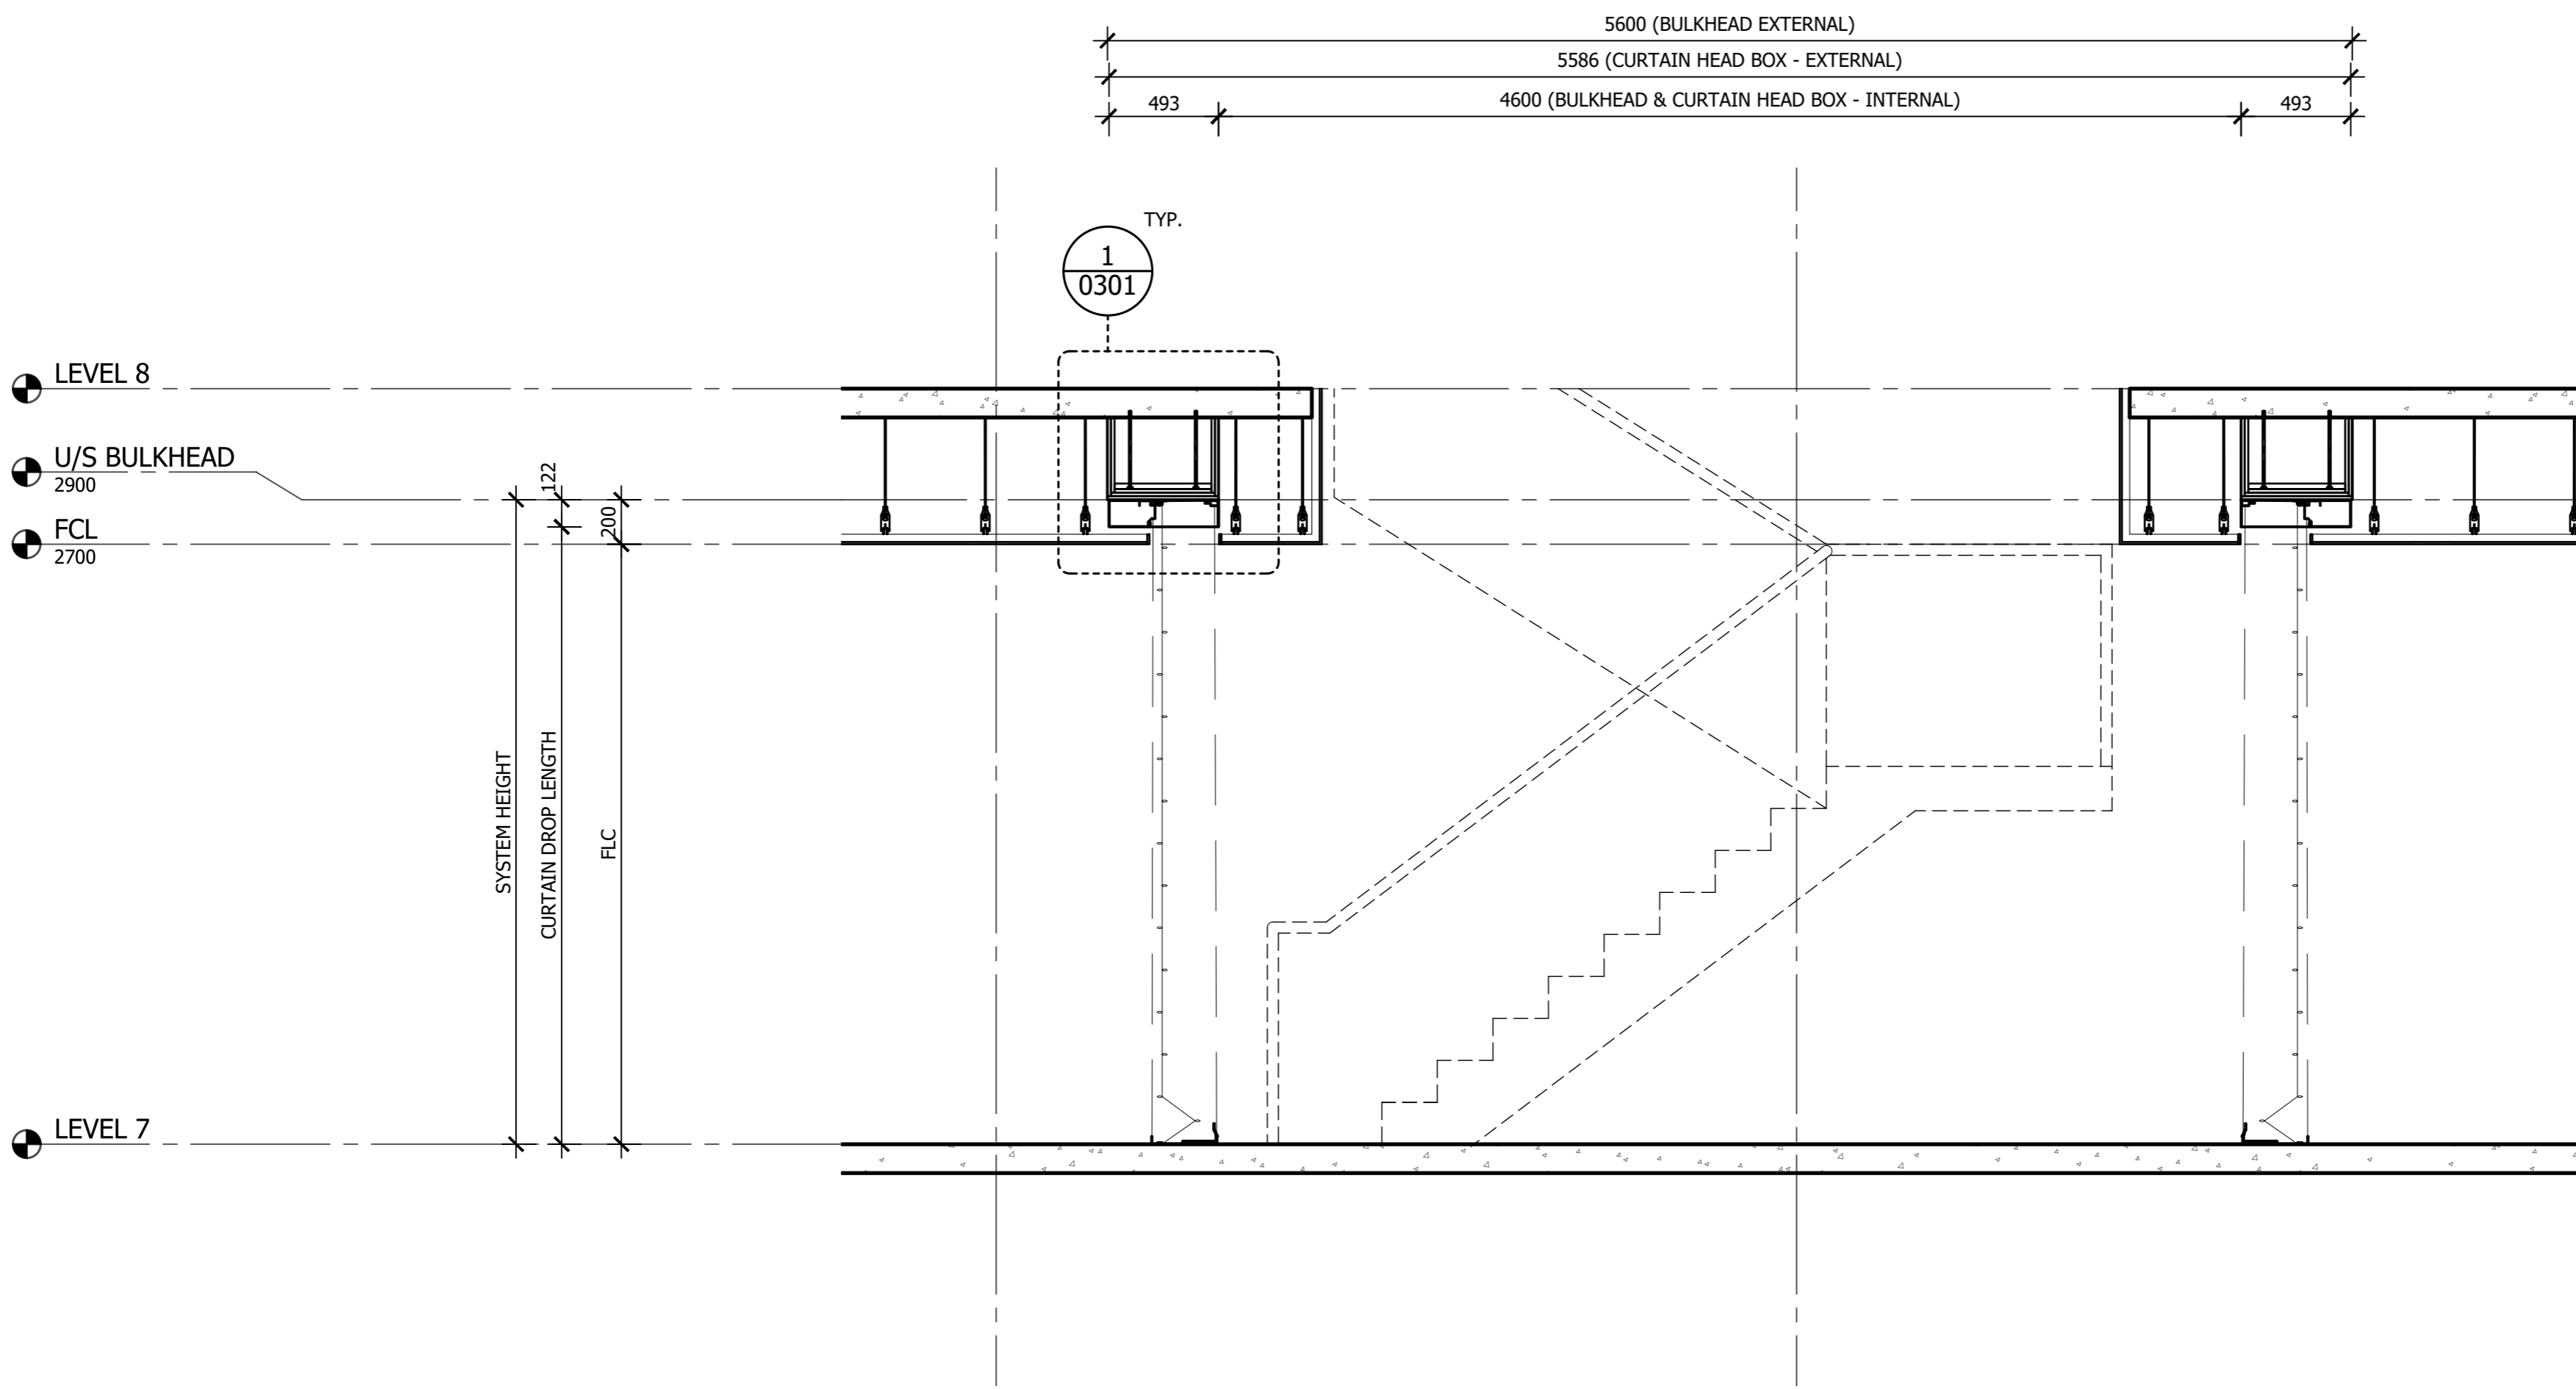 5600 (BULKHEAD EXTERNAL)
5586 (CURTAIN HEAD BOX - EXTERNAL)
493
4600 (BULKHEAD & CURTAIN HEAD BOX - INTERNAL)
493
TYP.
1
0301
LEVEL 8
U/S BULKHEAD
2900
122
200
FCL
2700
SYSTEM HEIGHT
CURTAIN DROP LENGTH
FLC
LEVEL 7